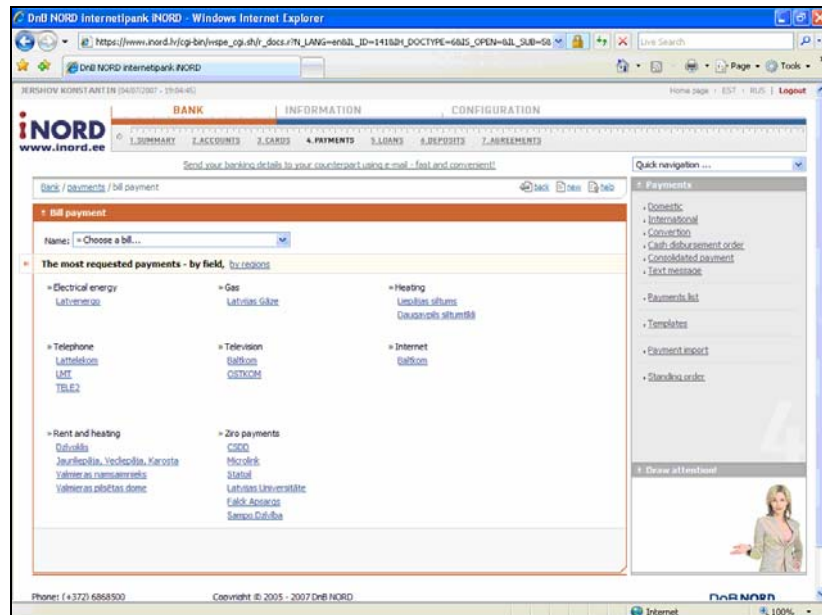 DnB NORD internetipank iNORD - Windows Internet Explorer
https://www.inord.lv/cgi-bin/wspe_cgi.sh/r_docs.r?N_LANG=en&IL_ID=141&IH_DOCTYPE=6&IS_OPEN=&IL_SUB=58
Live Search
DnB NORD internetipank iNORD
Page
Tools
JERSHOV KONSTANTIN (04/07/2007 - 19:04:45)
Home page EST RUS Logout
BANK INFORMATION CONFIGURATION
iNORD
1.SUMMARY 2.ACCOUNTS 3.CARDS 4.PAYMENTS 5.LOANS 6.DEPOSITS 7.AGREEMENTS
www.inord.ee
Send your banking details to your counterpart using e-mail - fast and convenient!
Quick navigation ...
Bank / payments / bill payment
back new help
Bill payment
Name: Choose a bill...
The most requested payments - by field, by regions
Electrical energy
Latvenergo
Gas
Latvijas Gāze
Heating
Liepājas siltums
Daugavpils siltumtīkli
Telephone
Lattelekom
LMT
TELE2
Television
Baltkom
OSTKOM
Internet
Baltkom
Rent and heating
Dzīvoklis
Jaunliepāja, Vecliepāja, Karosta
Valmieras namsaimnieks
Valmieras pilsētas dome
Ziro payments
CSDD
Microlink
Statoil
Latvijas Universitāte
Falck Apsargs
Sampo Dzīvība
Payments
Domestic
International
Convertion
Cash disbursement order
Consolidated payment
Text message
Payments list
Templates
Payment import
Standing order
4
Draw attention!
Phone: (+372) 6868500 Copyright © 2005 - 2007 DnB NORD
DnB NORD
Internet 100%